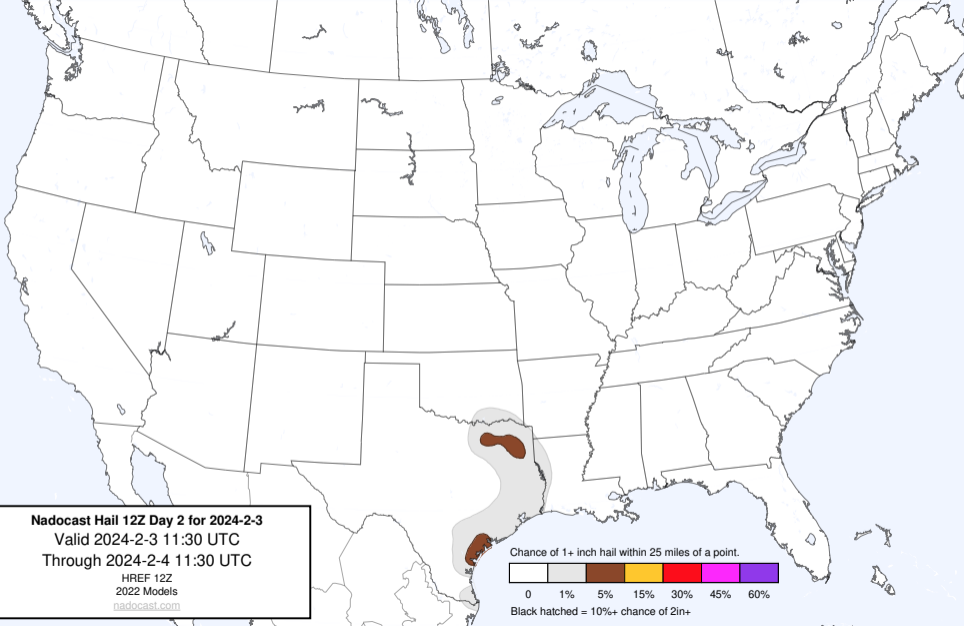 Nadocast Hail 12Z Day 2 for 2024-2-3
Valid 2024-2-3 11:30 UTC
Through 2024-2-4 11:30 UTC
HREF 12Z
2022 Models
nadocast.com
Chance of 1+ inch hail within 25 miles of a point.
0 1% 5% 15% 30% 45% 60%
Black hatched = 10%+ chance of 2in+